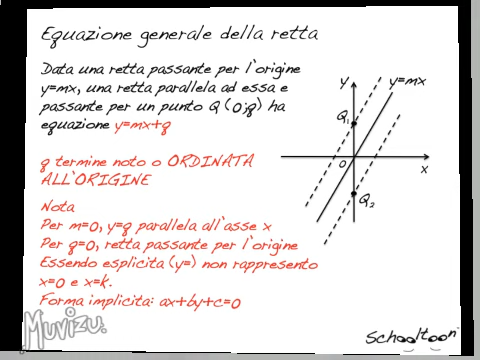 Equazione generale della retta
Data una retta passante per l'origine
y=mx, una retta parallela ad essa e
passante per un punto Q (0;q) ha
equazione y=mx+q
q termine noto o ORDINATA
ALL'ORIGINE
Nota
Per m=0, y=q parallela all'asse x
Per q=0, retta passante per l'origine
Essendo esplicita (y=) non rappresento
x=0 e x=k.
Forma implicita: ax+by+c=0
y
y=mx
Q1
O
x
Q2
Muvizu.
Schooltoon